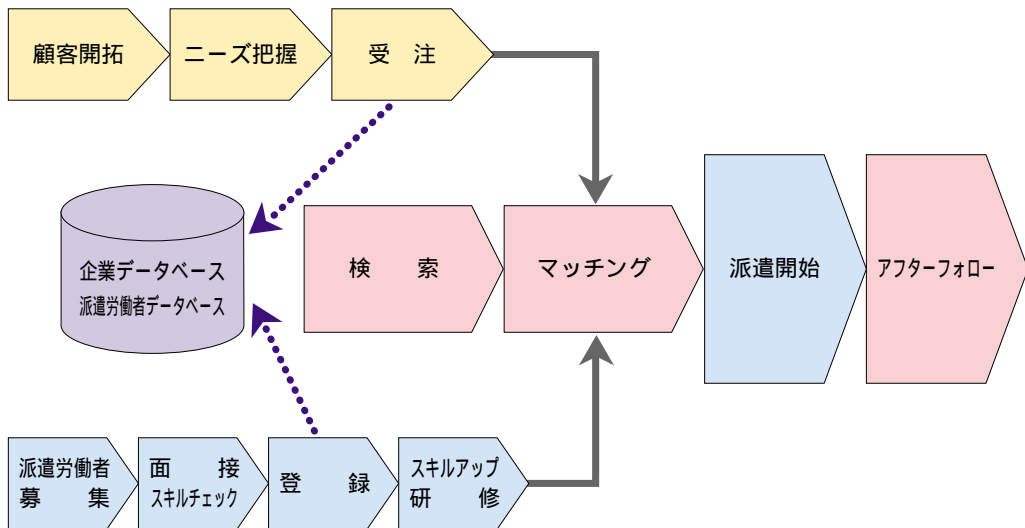 顧客開拓
ニーズ把握
受 注
企業データベース
派遣労働者データベース
検 索
マッチング
派遣開始
アフターフォロー
派遣労働者
募 集
面 接
スキルチェック
登 録
スキルアップ
研 修